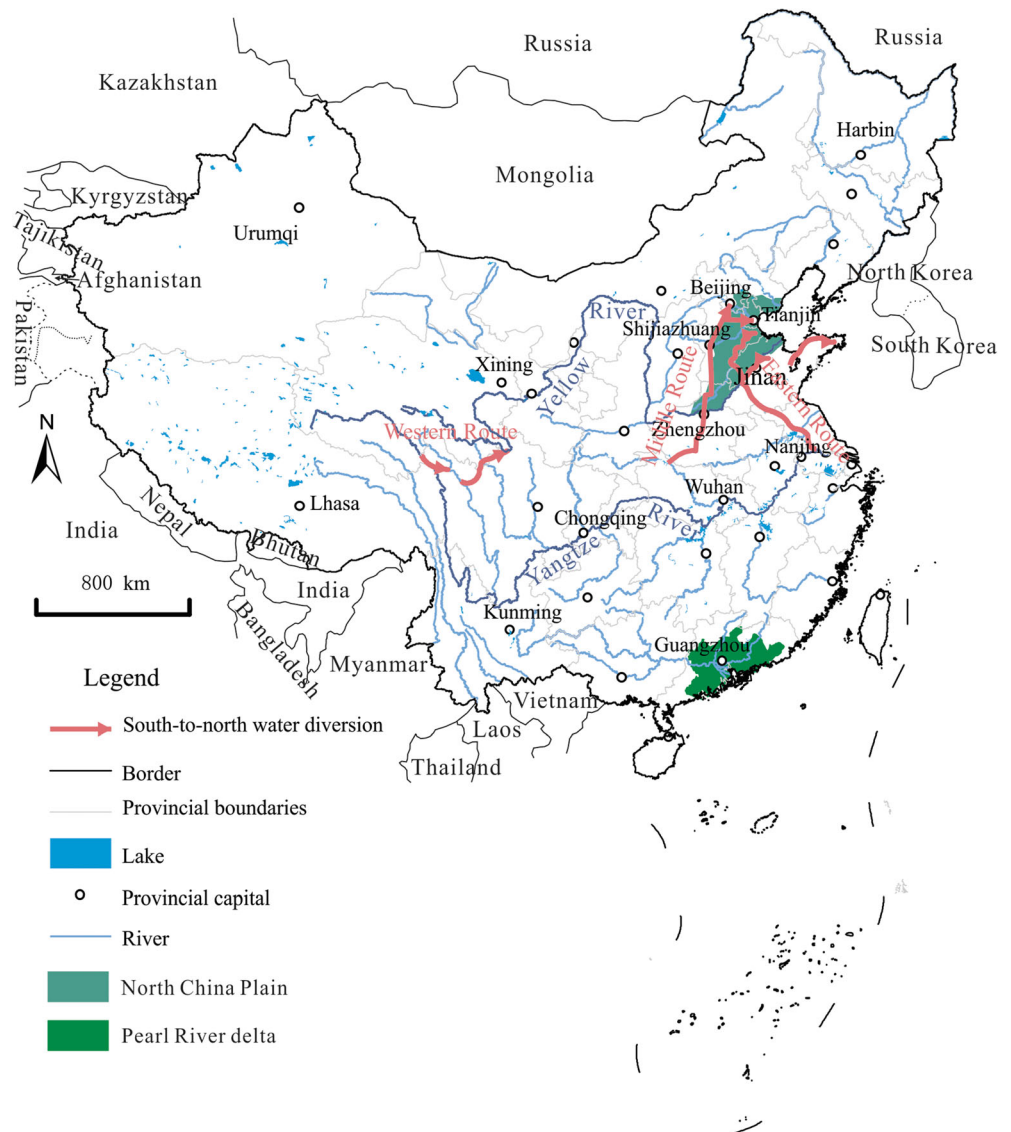 Russia
Russia
Kazakhstan
Harbin
Mongolia
Kyrgyzstan
Urumqi
Tajikistan
Afghanistan
North Korea
Beijing
Pakistan
River
Tianjin
Shijiazhuang
South Korea
Xining
Jinan
Yellow
Middle Route
Eastern Route
N
Western Route
Zhengzhou
Nanjing
Wuhan
Lhasa
Nepal
India
Chongqing
River
Bhutan
Yangtze
800 km
India
Kunming
Bangladesh
Guangzhou
Myanmar
Vietnam
Laos
Thailand
Legend
South-to-north water diversion
Border
Provincial boundaries
Lake
Provincial capital
River
North China Plain
Pearl River delta